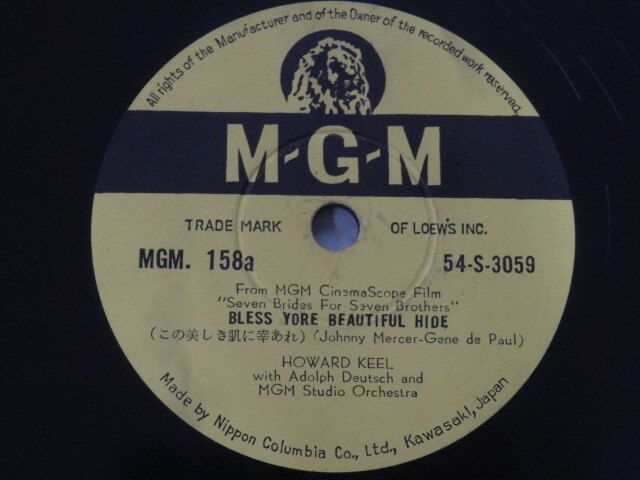 All rights of the Manufacturer and of the Owner of the recorded work reserved.
M-G-M
TRADE MARK OF LOEW'S INC.
MGM. 158a 54-S-3059
From MGM CinemaScope Film
"Seven Brides For Seven Brothers"
BLESS YORE BEAUTIFUL HIDE
(この美しき肌に幸あれ) (Johnny Mercer-Gene de Paul)
HOWARD KEEL
with Adolph Deutsch and
MGM Studio Orchestra
Made by Nippon Columbia Co., Ltd., Kawasaki, Japan